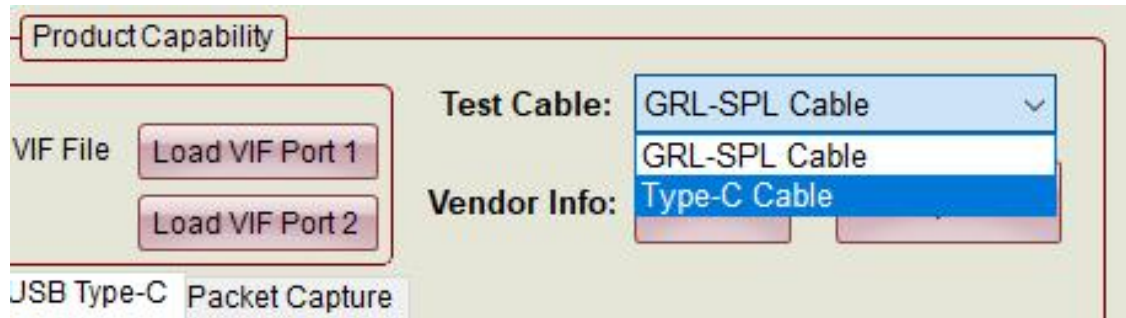 Product Capability
Test Cable: GRL-SPL Cable
VIF File Load VIF Port 1
GRL-SPL Cable
Vendor Info: Type-C Cable
Load VIF Port 2
USB Type-C Packet Capture